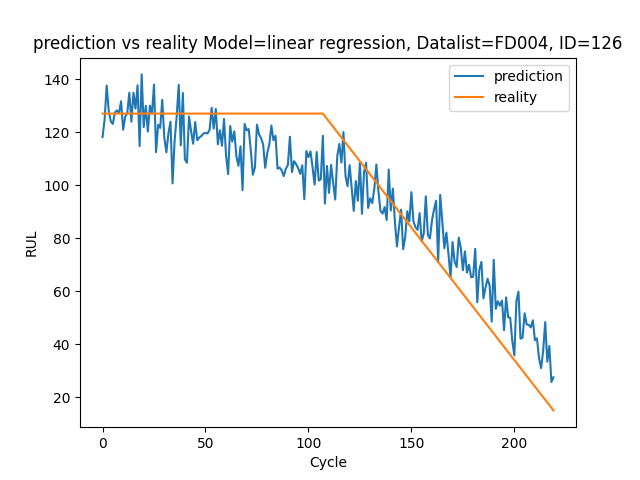 prediction vs reality Model=linear regression, Datalist=FD004, ID=126
prediction
reality
RUL
140
120
100
80
60
40
20
0
50
100
150
200
Cycle